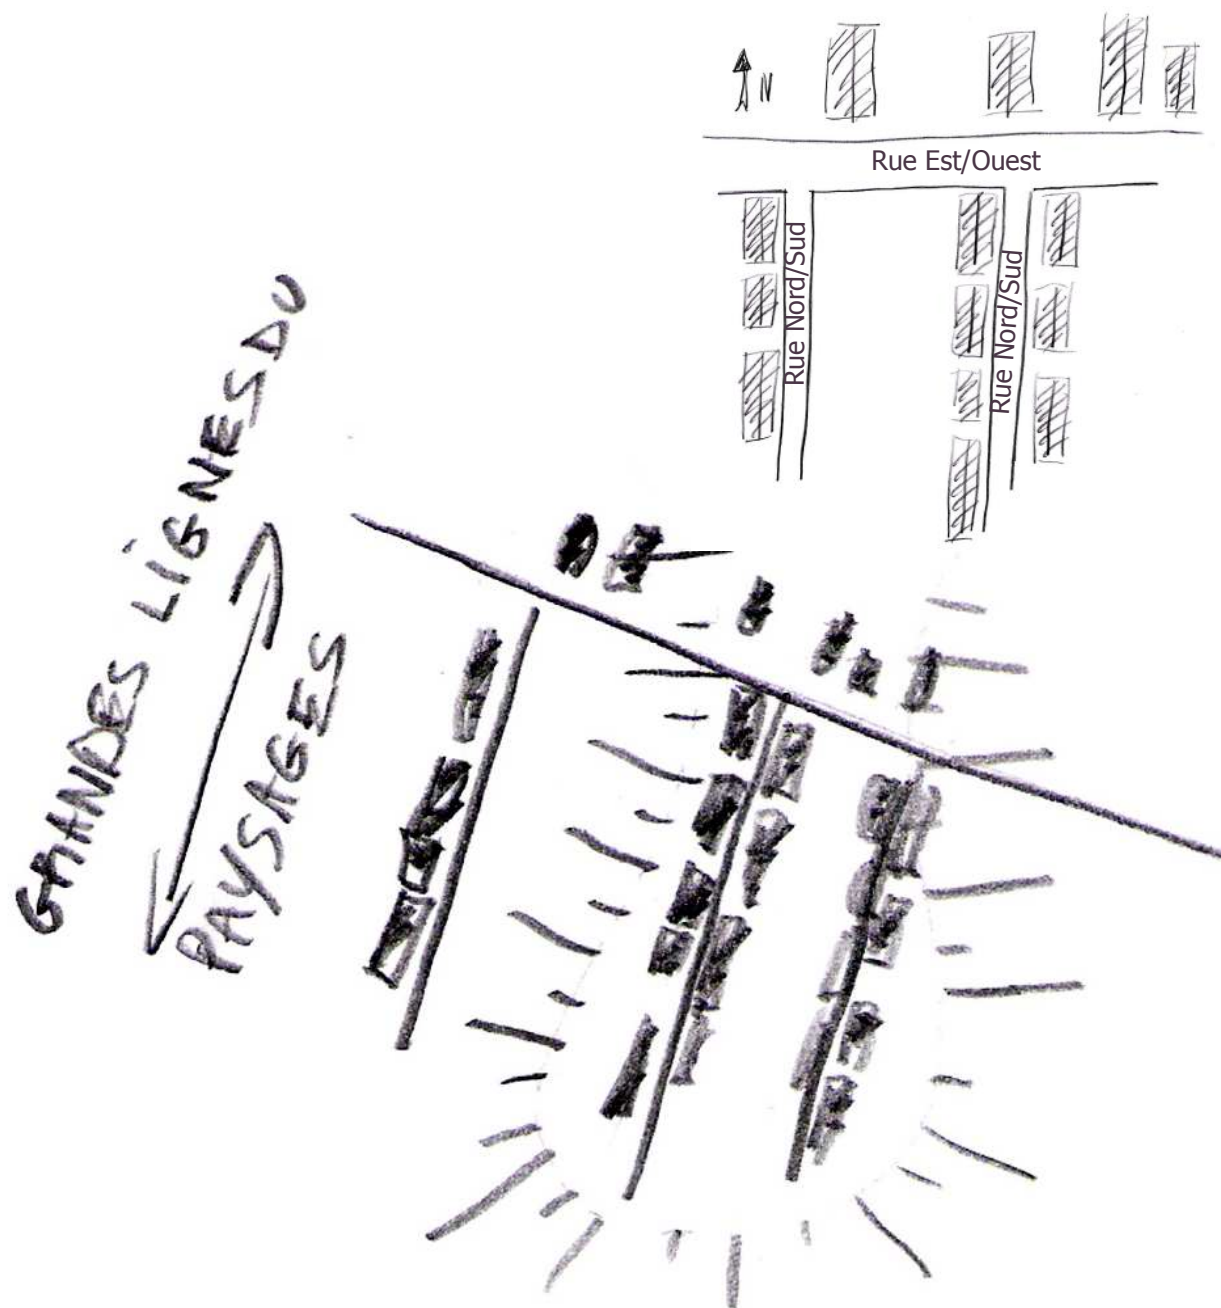 N
Rue Est/Ouest
Rue Nord/Sud
Rue Nord/Sud
GRANDES LIGNES DU
PAYSAGES